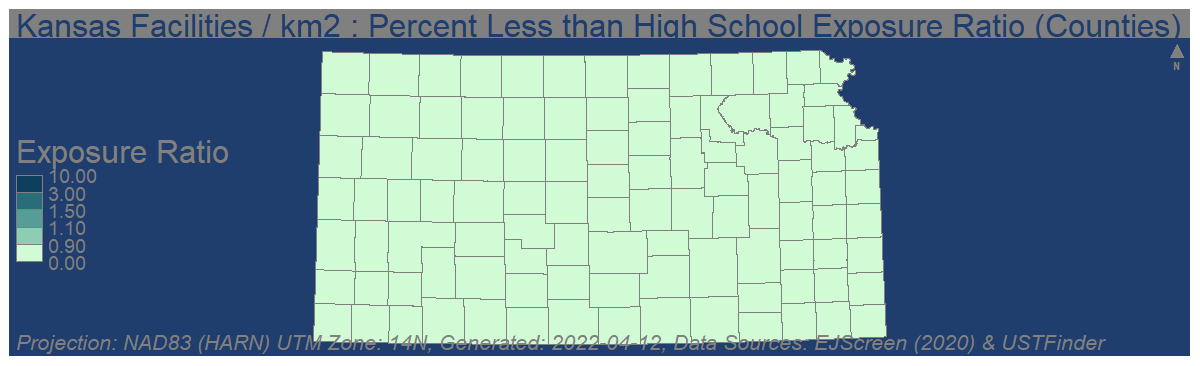 Kansas Facilities / km2 : Percent Less than High School Exposure Ratio (Counties)
N
Exposure Ratio
10.00
3.00
1.50
1.10
0.90
0.00
Projection: NAD83 (HARN) UTM Zone: 14N, Generated: 2022-04-12, Data Sources: EJScreen (2020) & USTFinder